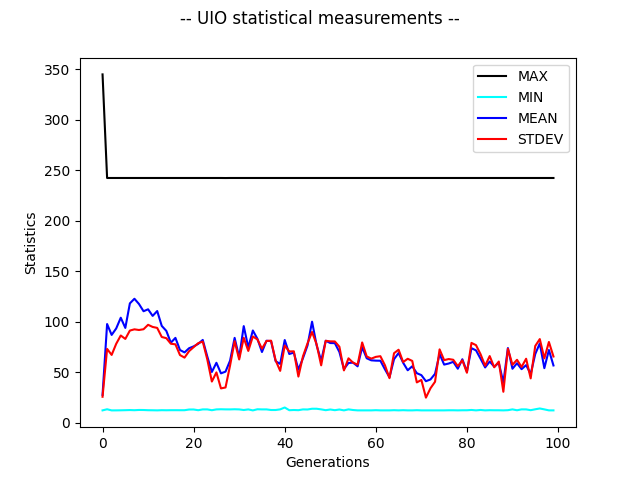 -- UIO statistical measurements --
350
300
250
200
150
100
50
0
Statistics
MAX
MIN
MEAN
STDEV
0 20 40 60 80 100
Generations